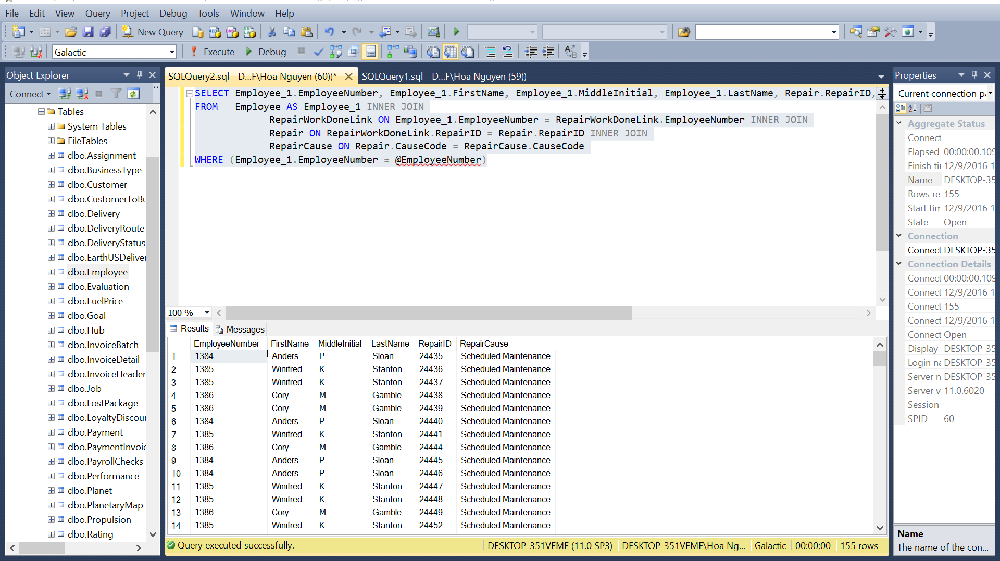 File Edit View Query Project Debug Tools Window Help
New Query
Galactic Execute Debug
Object Explorer
Connect
Tables
System Tables
FileTables
dbo.Assignment
dbo.BusinessType
dbo.Customer
dbo.CustomerToBu
dbo.Delivery
dbo.DeliveryRoute
dbo.DeliveryStatus
dbo.EarthUSDeliver
dbo.Employee
dbo.Evaluation
dbo.FuelPrice
dbo.Goal
dbo.Hub
dbo.InvoiceBatch
dbo.InvoiceDetail
dbo.InvoiceHeader
dbo.Job
dbo.LostPackage
dbo.LoyaltyDiscour
dbo.Payment
dbo.PaymentInvoic
dbo.PayrollChecks
dbo.Performance
dbo.Planet
dbo.PlanetaryMap
dbo.Propulsion
dbo.Rating
SQLQuery2.sql - D...F\Hoa Nguyen (60))* SQLQuery1.sql - D...F\Hoa Nguyen (59))
SELECT Employee_1.EmployeeNumber, Employee_1.FirstName, Employee_1.MiddleInitial, Employee_1.LastName, Repair.RepairID,
FROM Employee AS Employee_1 INNER JOIN
RepairWorkDoneLink ON Employee_1.EmployeeNumber = RepairWorkDoneLink.EmployeeNumber INNER JOIN
Repair ON RepairWorkDoneLink.RepairID = Repair.RepairID INNER JOIN
RepairCause ON Repair.CauseCode = RepairCause.CauseCode
WHERE (Employee_1.EmployeeNumber = @EmployeeNumber)
100 %
Results Messages
EmployeeNumber FirstName MiddleInitial LastName RepairID RepairCause
1 1384 Anders P Sloan 24435 Scheduled Maintenance
2 1385 Winifred K Stanton 24436 Scheduled Maintenance
3 1385 Winifred K Stanton 24437 Scheduled Maintenance
4 1386 Cory M Gamble 24438 Scheduled Maintenance
5 1386 Cory M Gamble 24439 Scheduled Maintenance
6 1384 Anders P Sloan 24440 Scheduled Maintenance
7 1385 Winifred K Stanton 24441 Scheduled Maintenance
8 1386 Cory M Gamble 24444 Scheduled Maintenance
9 1384 Anders P Sloan 24445 Scheduled Maintenance
10 1384 Anders P Sloan 24446 Scheduled Maintenance
11 1385 Winifred K Stanton 24447 Scheduled Maintenance
12 1385 Winifred K Stanton 24448 Scheduled Maintenance
13 1386 Cory M Gamble 24449 Scheduled Maintenance
14 1385 Winifred K Stanton 24452 Scheduled Maintenance
Query executed successfully. DESKTOP-351VFMF (11.0 SP3) DESKTOP-351VFMF\Hoa Ng... Galactic 00:00:00 155 rows
Properties
Current connection pa
Aggregate Status
Connect
Elapsed 00:00:00.109
Finish tir 12/9/2016 1
Name DESKTOP-35
Rows re 155
Start tim 12/9/2016 1
State Open
Connection
Connect DESKTOP-35
Connection Details
Connect 00:00:00.109
Connect 12/9/2016 1
Connect 155
Connect 12/9/2016 1
Connect Open
Display DESKTOP-35
Login na DESKTOP-35
Server n DESKTOP-35
Server v 11.0.6020
Session
SPID 60
Name
The name of the con...